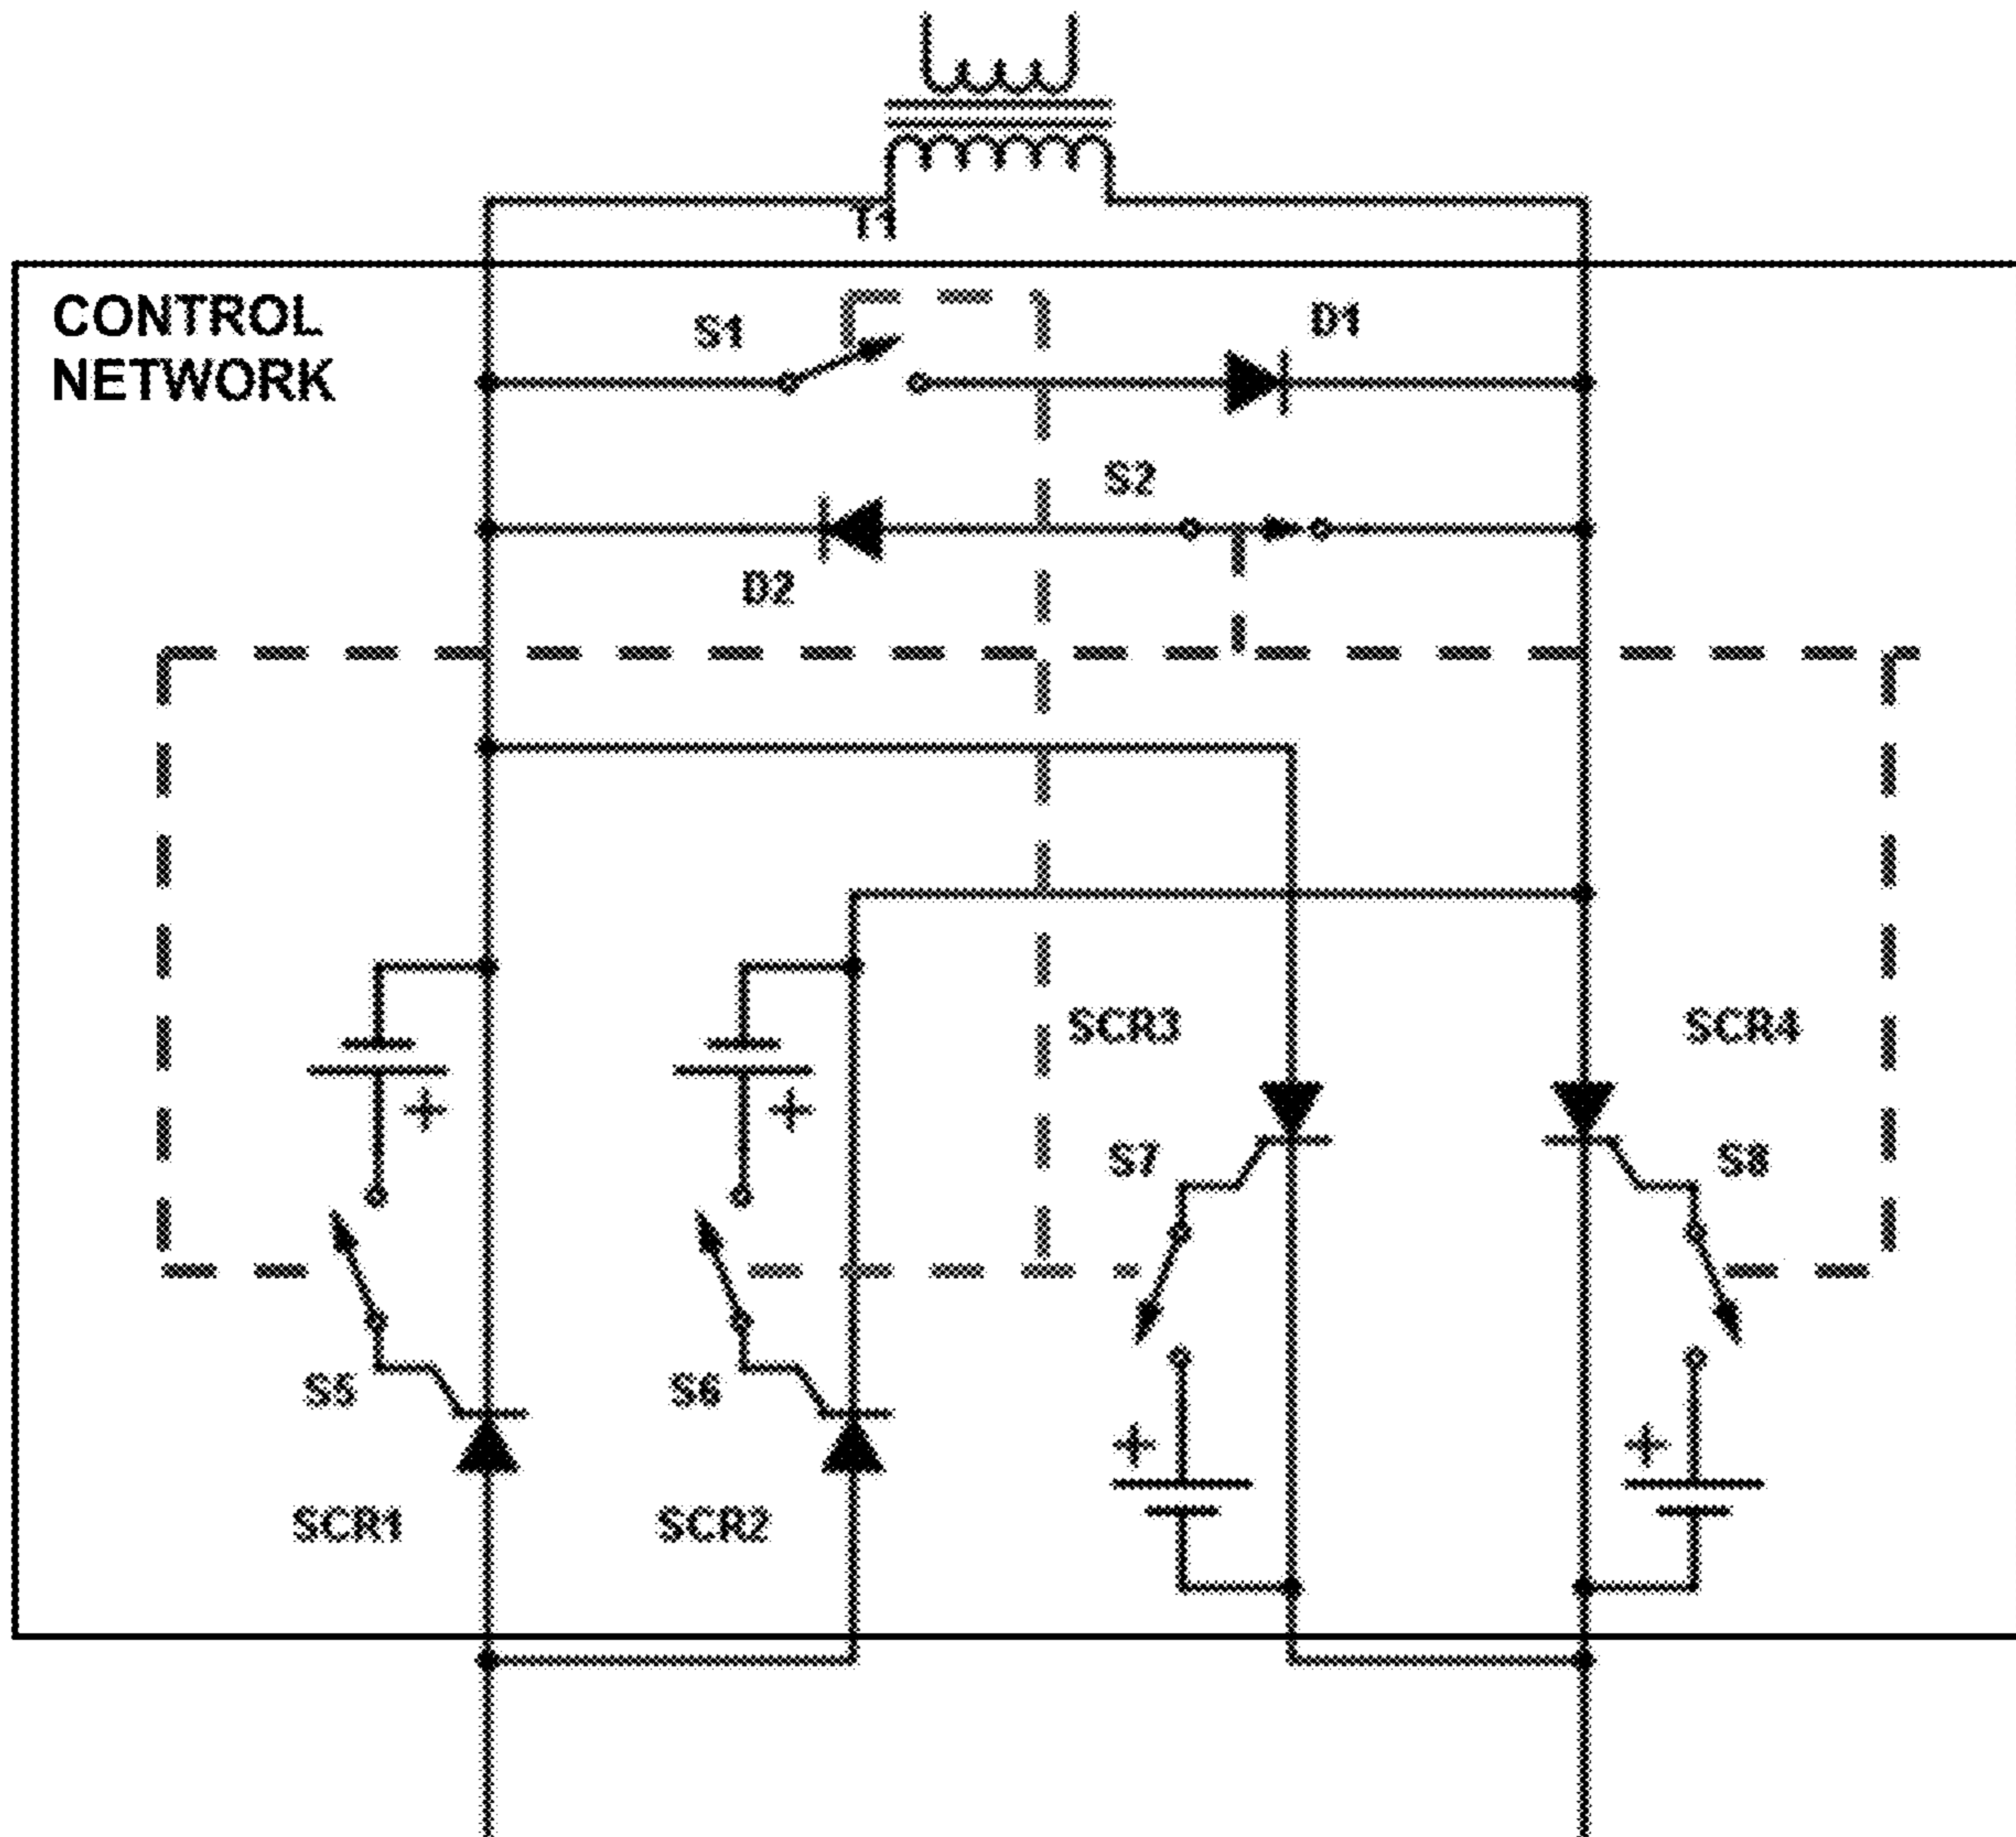 T1
CONTROL
NETWORK
S1
D1
S2
D2
SCR3
SCR4
+
+
S7
S8
S5
S6
+
+
SCR1
SCR2